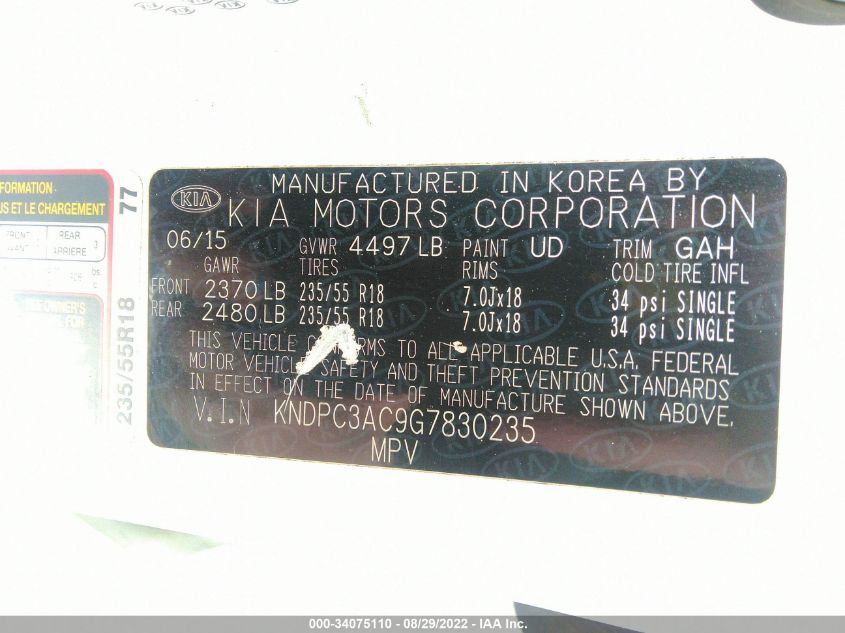 KIA
FORMATION
US ET LE CHARGEMENT
FRONT
REAR
ARRIÈRE
3
235/55R18 77
KIA
MANUFACTURED IN KOREA BY
KIA MOTORS CORPORATION
06/15 GVWR 4497 LB PAINT UD TRIM GAH
GAWR TIRES RIMS COLD TIRE INFL
FRONT 2370 LB 235/55 R18 7.0Jx18 34 psi SINGLE
REAR 2480 LB 235/55 R18 7.0Jx18 34 psi SINGLE
THIS VEHICLE RMS TO ALL APPLICABLE U.S.A. FEDERAL
MOTOR VEHICLE SAFETY AND THEFT PREVENTION STANDARDS
IN EFFECT ON THE DATE OF MANUFACTURE SHOWN ABOVE.
V.I.N KNDPC3AC9G7830235
MPV
000-34075110 - 08/29/2022 - IAA Inc.